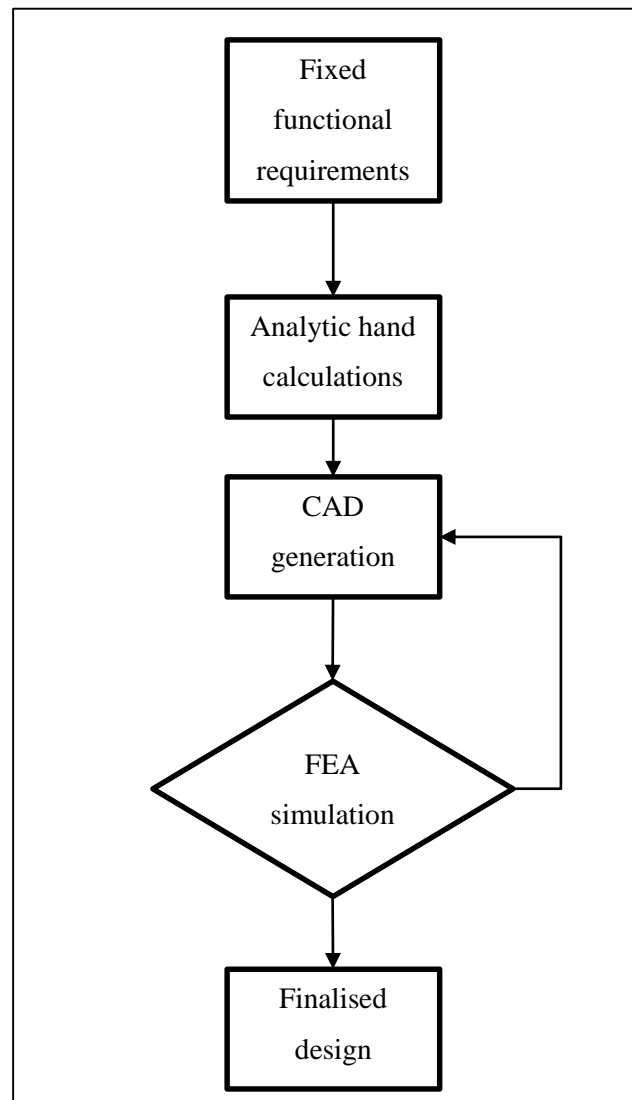 Fixed
functional
requirements
Analytic hand
calculations
CAD
generation
FEA
simulation
Finalised
design